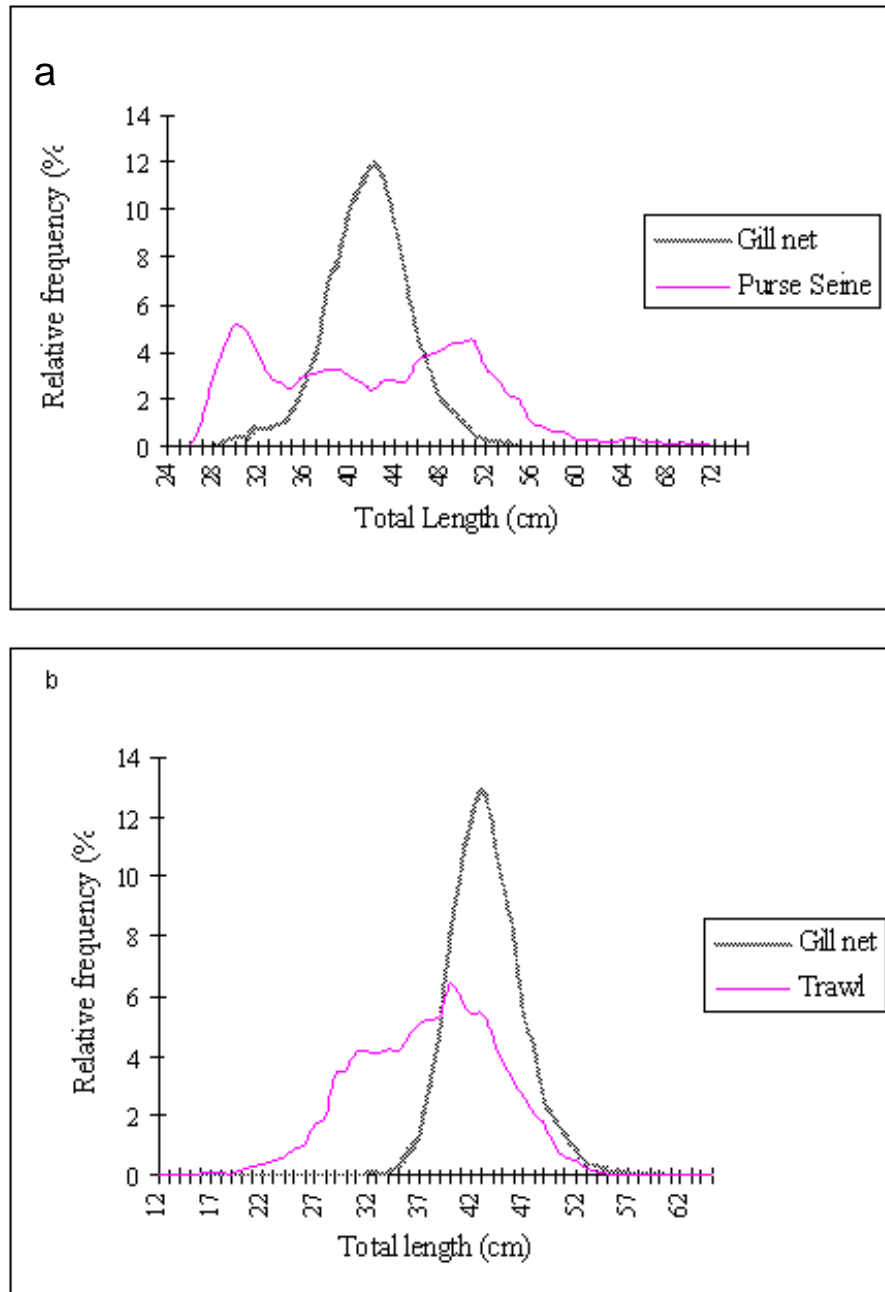 a
Relative frequency (%
14
12
10
8
6
4
2
0
24 28 32 36 40 44 48 52 56 60 64 68 72
Total Length (cm)
Gill net
Purse Seine
b
Relative frequency (%
14
12
10
8
6
4
2
0
12 17 22 27 32 37 42 47 52 57 62
Total length (cm)
Gill net
Trawl